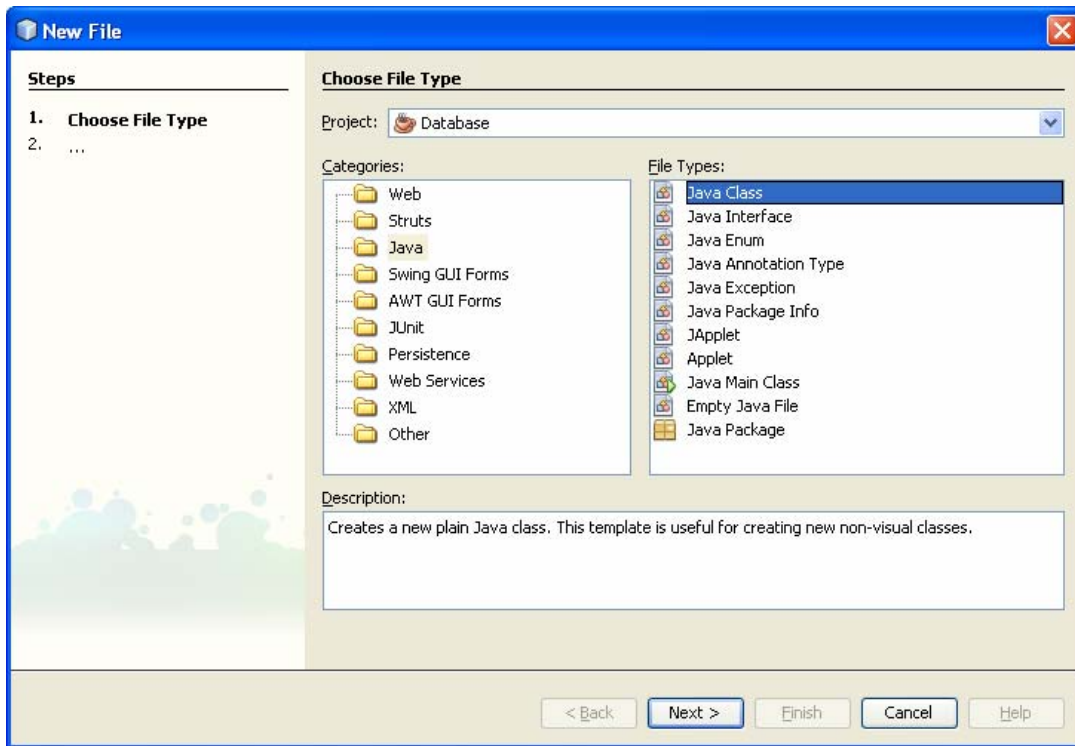 New File
Steps
1. Choose File Type
2. ...
Choose File Type
Project: Database
Categories:
Web
Struts
Java
Swing GUI Forms
AWT GUI Forms
JUnit
Persistence
Web Services
XML
Other
File Types:
Java Class
Java Interface
Java Enum
Java Annotation Type
Java Exception
Java Package Info
JApplet
Applet
Java Main Class
Empty Java File
Java Package
Description:
Creates a new plain Java class. This template is useful for creating new non-visual classes.
< Back Next > Finish Cancel Help